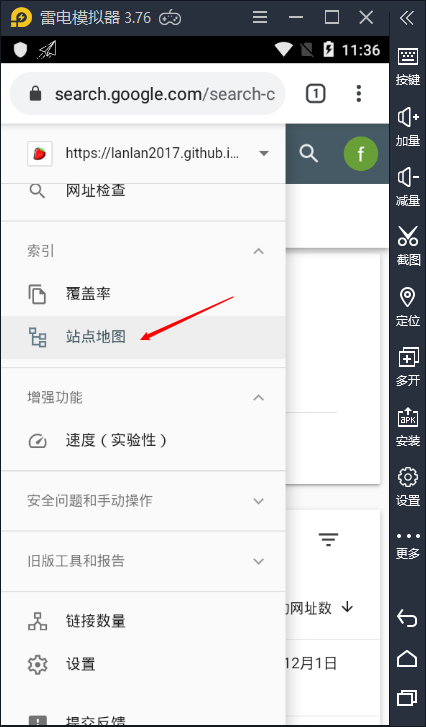 雷电模拟器 3.76
11:36
search.google.com/search-c
1
https://lanlan2017.github.i...
f
网址检查
索引
覆盖率
站点地图
增强功能
速度（实验性）
安全问题和手动操作
旧版工具和报告
的网址数
12月1日
链接数量
设置
提交反馈
按键
加量
减量
截图
定位
多开
APK
安装
设置
更多